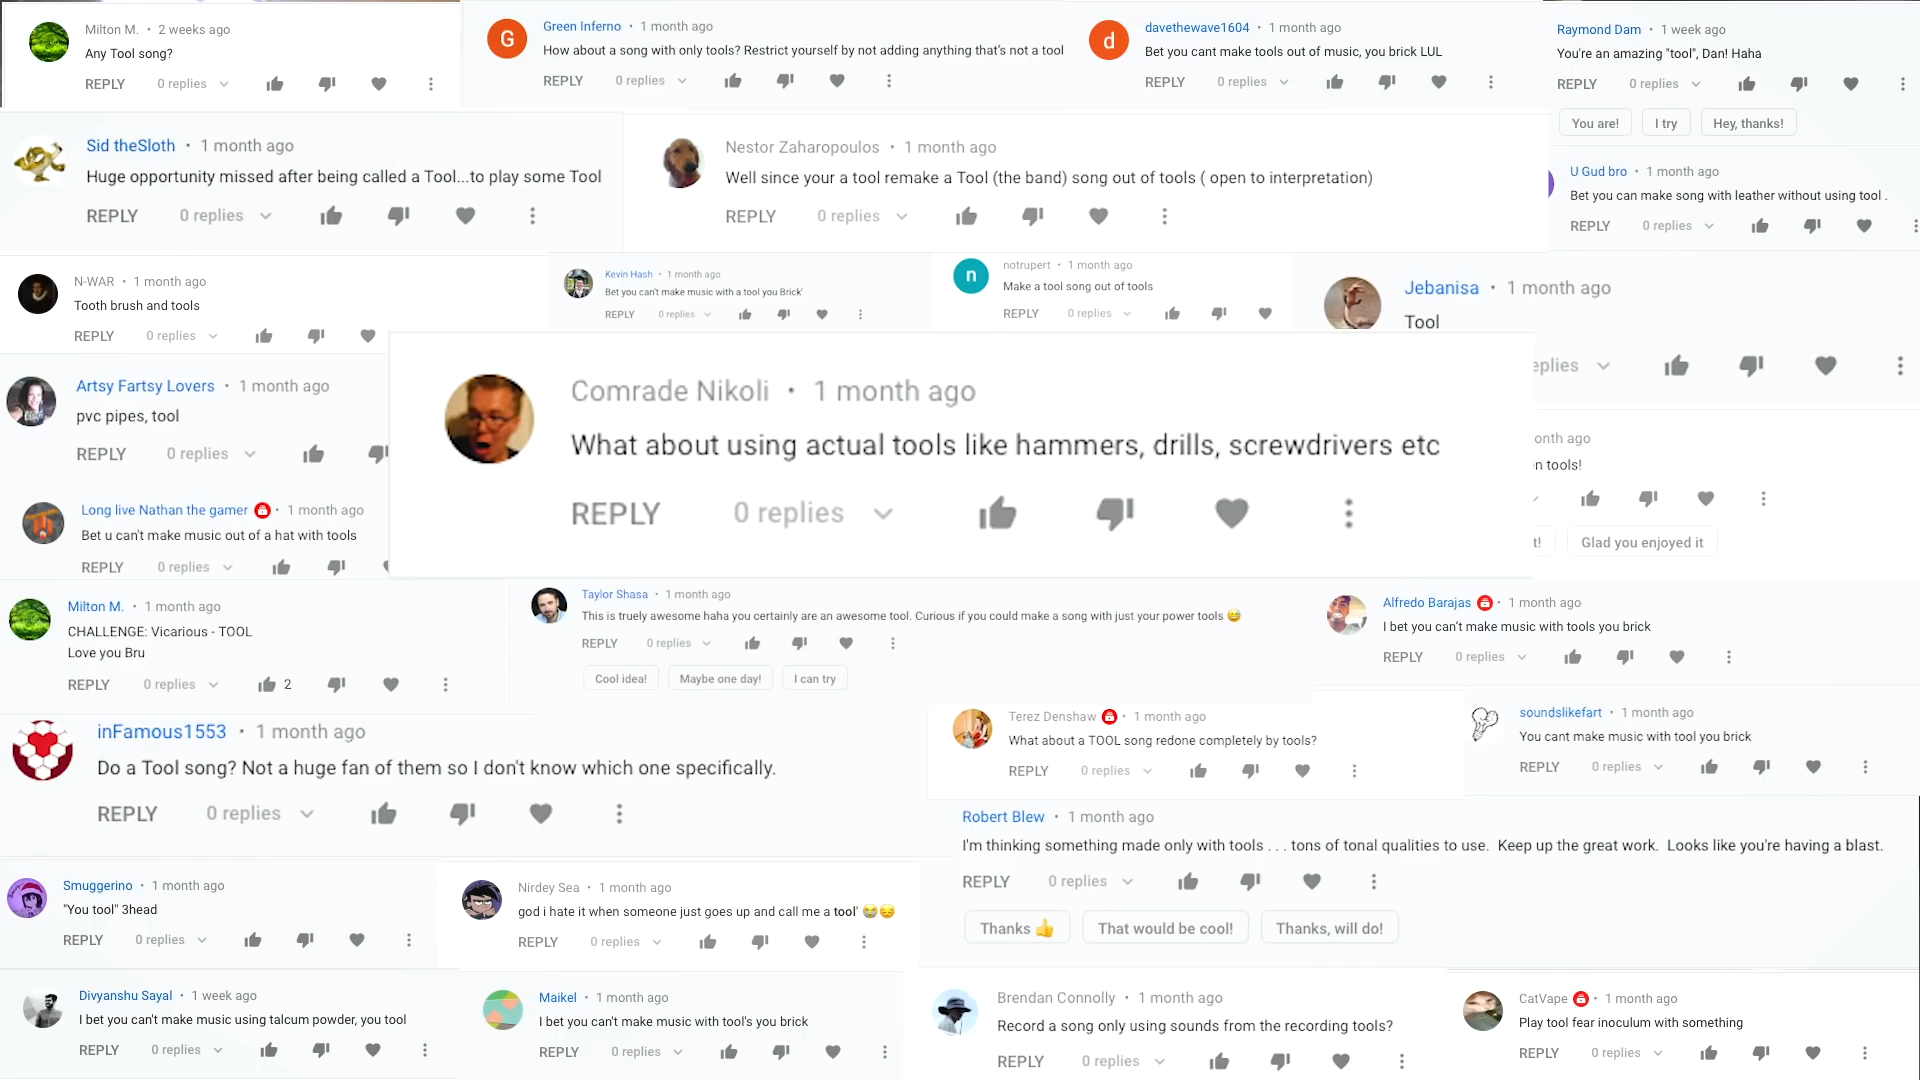 Milton M. • 2 weeks ago
Any Tool song?
REPLY 0 replies
G
Green Inferno • 1 month ago
How about a song with only tools? Restrict yourself by not adding anything that's not a tool
REPLY 0 replies
d
davethewave1604 • 1 month ago
Bet you cant make tools out of music, you brick LUL
REPLY 0 replies
Raymond Dam • 1 week ago
You're an amazing "tool", Dan! Haha
REPLY 0 replies
You are! I try Hey, thanks!
Sid theSloth • 1 month ago
Huge opportunity missed after being called a Tool...to play some Tool
REPLY 0 replies
Nestor Zaharopoulos • 1 month ago
Well since your a tool remake a Tool (the band) song out of tools ( open to interpretation)
REPLY 0 replies
U Gud bro • 1 month ago
Bet you can make song with leather without using tool .
REPLY 0 replies
N-WAR • 1 month ago
Tooth brush and tools
REPLY 0 replies
Kevin Hash • 1 month ago
Bet you can't make music with a tool you Brick'
REPLY 0 replies
n
notrupert • 1 month ago
Make a tool song out of tools
REPLY 0 replies
Jebanisa • 1 month ago
Tool
eplies
Artsy Fartsy Lovers • 1 month ago
pvc pipes, tool
REPLY 0 replies
Comrade Nikoli • 1 month ago
What about using actual tools like hammers, drills, screwdrivers etc
REPLY 0 replies
onth ago
n tools!
t! Glad you enjoyed it
Long live Nathan the gamer • 1 month ago
Bet u can't make music out of a hat with tools
REPLY 0 replies
Milton M. • 1 month ago
CHALLENGE: Vicarious - TOOL
Love you Bru
REPLY 0 replies 2
Taylor Shasa • 1 month ago
This is truely awesome haha you certainly are an awesome tool. Curious if you could make a song with just your power tools 😅
REPLY 0 replies
Cool idea! Maybe one day! I can try
Alfredo Barajas • 1 month ago
I bet you can't make music with tools you brick
REPLY 0 replies
inFamous1553 • 1 month ago
Do a Tool song? Not a huge fan of them so I don't know which one specifically.
REPLY 0 replies
Terez Denshaw • 1 month ago
What about a TOOL song redone completely by tools?
REPLY 0 replies
soundslikefart • 1 month ago
You cant make music with tool you brick
REPLY 0 replies
Robert Blew • 1 month ago
I'm thinking something made only with tools . . . tons of tonal qualities to use. Keep up the great work. Looks like you're having a blast.
REPLY 0 replies
Thanks 👍 That would be cool! Thanks, will do!
Smuggerino • 1 month ago
"You tool" 3head
REPLY 0 replies
Nirdey Sea • 1 month ago
god i hate it when someone just goes up and call me a tool' 😭😔
REPLY 0 replies
Divyanshu Sayal • 1 week ago
I bet you can't make music using talcum powder, you tool
REPLY 0 replies
Maikel • 1 month ago
I bet you can't make music with tool's you brick
REPLY 0 replies
Brendan Connolly • 1 month ago
Record a song only using sounds from the recording tools?
REPLY 0 replies
CatVape • 1 month ago
Play tool fear inoculum with something
REPLY 0 replies